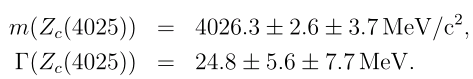 m(Z_c(4025)) = 4026.3 ± 2.6 ± 3.7 MeV/c²,
Γ(Z_c(4025)) = 24.8 ± 5.6 ± 7.7 MeV.